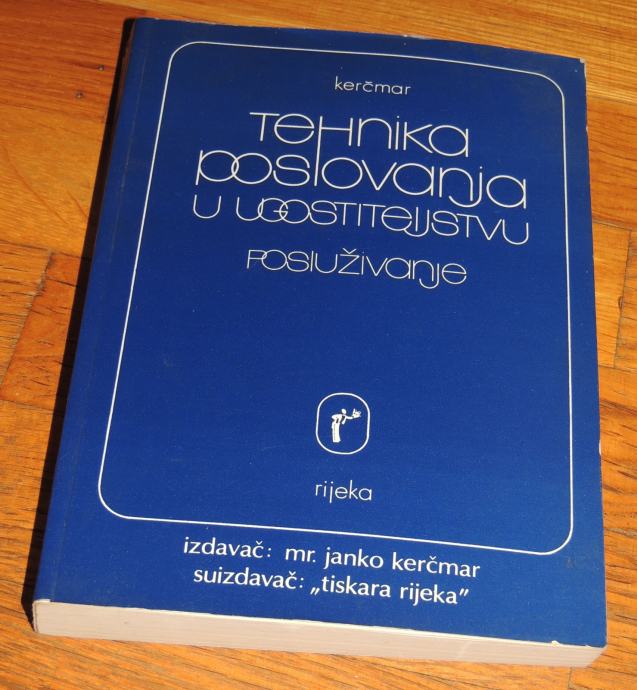 kerčmar
Tehnika
poslovanja
u ugostiteljstvu
Posluživanje
rijeka
izdavač: mr. janko kerčmar
suizdavač: „tiskara rijeka”